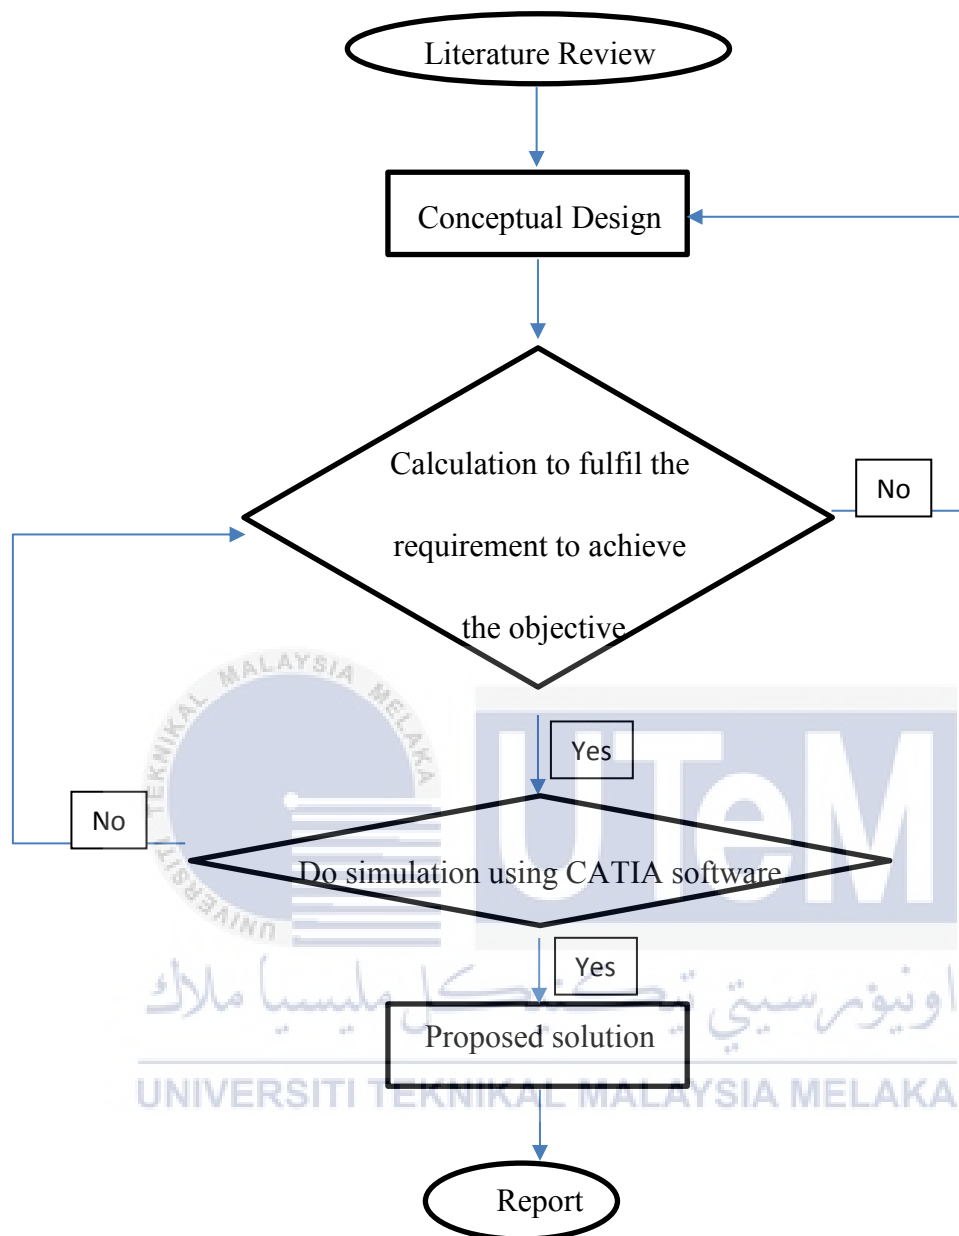 Literature Review
Conceptual Design
Calculation to fulfil the
No
requirement to achieve
the objective
UNIVERSITI TEKNIKAL MALAYSIA MELAKA
UTeM
Yes
No
Do simulation using CATIA software
Yes
اونيۏرسيتي تيكنيكل مليسيا ملاك
Proposed solution
UNIVERSITI TEKNIKAL MALAYSIA MELAKA
Report